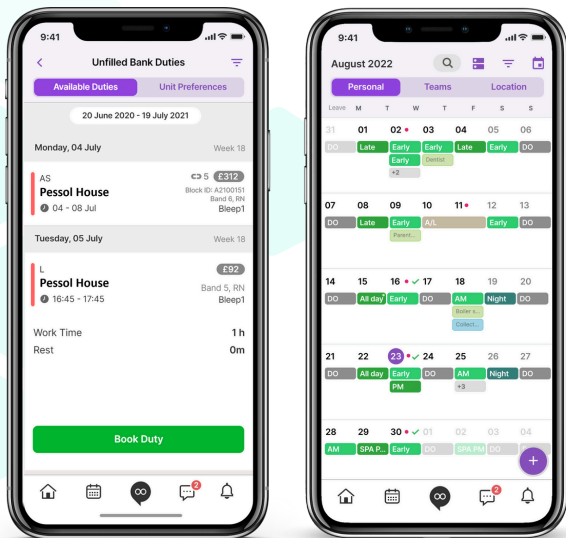 9:41
Unfilled Bank Duties
Available Duties Unit Preferences
20 June 2020 - 19 July 2021
Monday, 04 July Week 18
AS 5 £312
Pessol House Block ID: A2100151
Band 6, RN
04 - 08 Jul Bleep1
Tuesday, 05 July Week 18
L £92
Pessol House Band 5, RN
16:45 - 17:45 Bleep1
Work Time 1 h
Rest 0m
Book Duty
2
9:41
August 2022
Personal Teams Location
Leave M T W T F S S
31 01 02 03 04 05 06
DO Late Early Early Late Early DO
Early Dentist
+2
07 08 09 10 11 12 13
DO Late Early A/L Early DO
Parent...
14 15 16 17 18 19 20
DO All day Early DO AM Night DO
Boiler s...
Collect...
21 22 23 24 25 26 27
DO All day Early DO AM Night DO
PM +3
28 29 30 01 02 03 04
AM SPA P... Early DO SPA PM DO
+
2